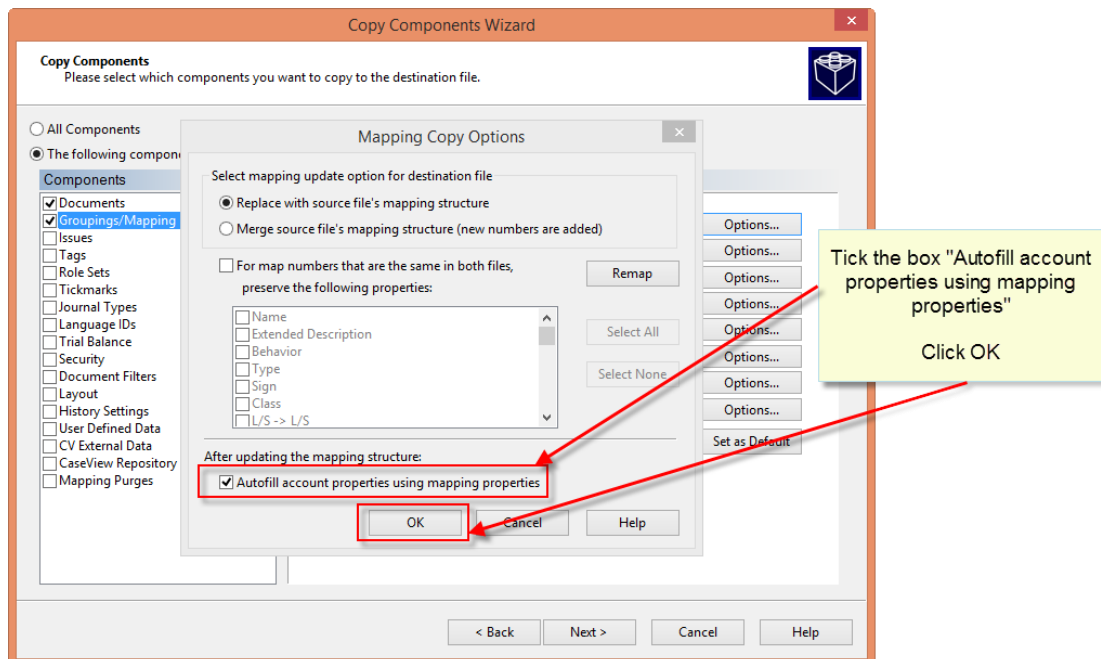 Copy Components Wizard
Copy Components
Please select which components you want to copy to the destination file.
All Components
The following compon
Components
Documents
Groupings/Mapping
Issues
Tags
Role Sets
Tickmarks
Journal Types
Language IDs
Trial Balance
Security
Document Filters
Layout
History Settings
User Defined Data
CV External Data
CaseView Repository
Mapping Purges
Mapping Copy Options
Select mapping update option for destination file
Replace with source file's mapping structure
Merge source file's mapping structure (new numbers are added)
For map numbers that are the same in both files,
preserve the following properties:
Remap
Name
Extended Description
Behavior
Type
Sign
Class
L/S -> L/S
Select All
Select None
After updating the mapping structure:
Autofill account properties using mapping properties
OK
Cancel
Help
Options...
Options...
Options...
Options...
Options...
Options...
Options...
Options...
Set as Default
Tick the box "Autofill account
properties using mapping
properties"
Click OK
< Back
Next >
Cancel
Help